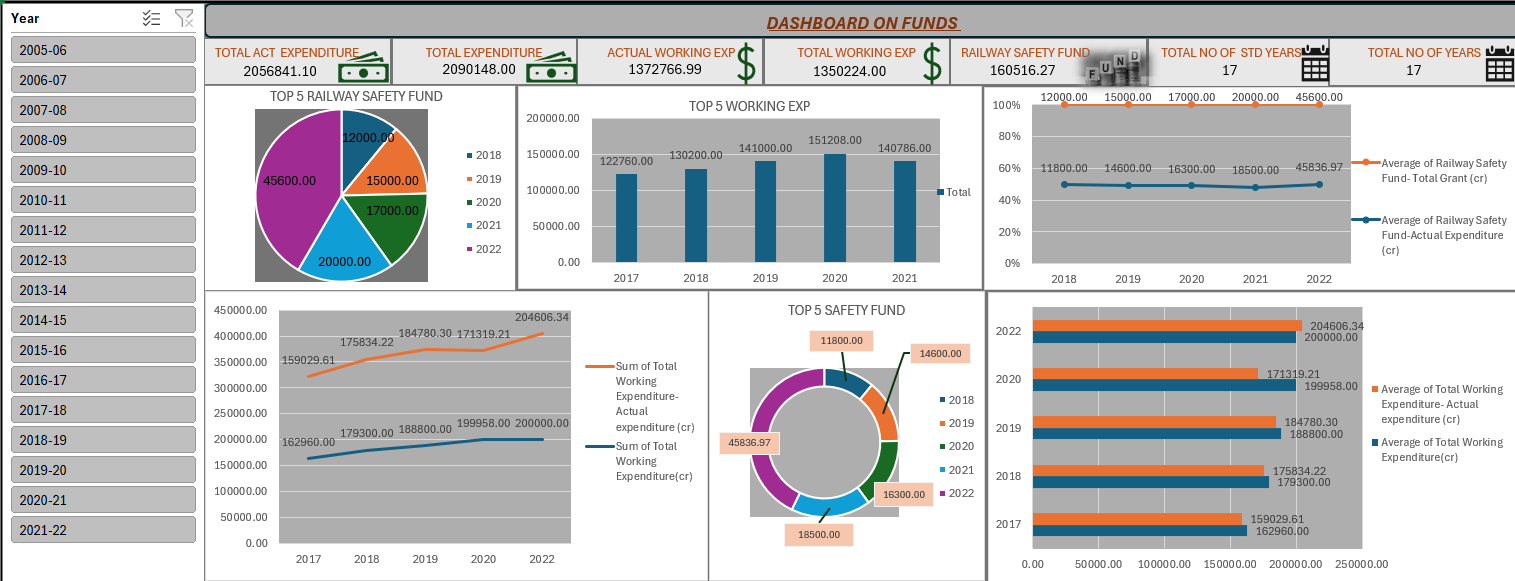 Year
2005-06
2006-07
2007-08
2008-09
2009-10
2010-11
2011-12
2012-13
2013-14
2014-15
2015-16
2016-17
2017-18
2018-19
2019-20
2020-21
2021-22
DASHBOARD ON FUNDS
TOTAL ACT EXPENDITURE
2056841.10
TOTAL EXPENDITURE
2090148.00
ACTUAL WORKING EXP
1372766.99
TOTAL WORKING EXP
1350224.00
RAILWAY SAFETY FUND
160516.27
FUND
TOTAL NO OF STD YEARS
17
TOTAL NO OF YEARS
17
TOP 5 RAILWAY SAFETY FUND
12000.00
15000.00
17000.00
20000.00
45600.00
2018
2019
2020
2021
2022
TOP 5 WORKING EXP
200000.00
150000.00
100000.00
50000.00
0.00
122760.00
130200.00
141000.00
151208.00
140786.00
2017
2018
2019
2020
2021
Total
100%
80%
60%
40%
20%
0%
12000.00 15000.00 17000.00 20000.00 45600.00
11800.00 14600.00 16300.00 18500.00 45836.97
2018 2019 2020 2021 2022
Average of Railway Safety
Fund- Total Grant (cr)
Average of Railway Safety
Fund-Actual Expenditure
(cr)
450000.00
400000.00
350000.00
300000.00
250000.00
200000.00
150000.00
100000.00
50000.00
0.00
159029.61
175834.22
184780.30
171319.21
204606.34
162960.00
179300.00
188800.00
199958.00
200000.00
2017 2018 2019 2020 2022
Sum of Total
Working
Expenditure-
Actual
expenditure (cr)
Sum of Total
Working
Expenditure(cr)
TOP 5 SAFETY FUND
11800.00
14600.00
16300.00
18500.00
45836.97
2018
2019
2020
2021
2022
2022
204606.34
200000.00
2020
171319.21
199958.00
2019
184780.30
188800.00
2018
175834.22
179300.00
2017
159029.61
162960.00
0.00 50000.00 100000.00 150000.00 200000.00 250000.00
Average of Total Working
Expenditure- Actual
expenditure (cr)
Average of Total Working
Expenditure(cr)